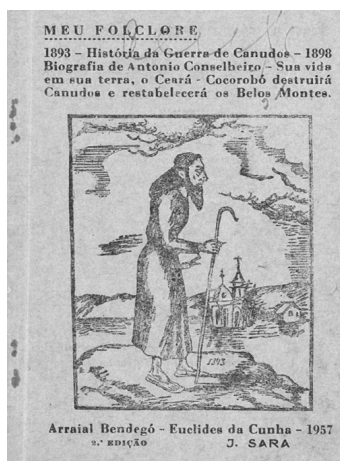 MEU FOLCLORE
1893 - História da Guerra de Canudos - 1898
Biografia de Antonio Conselheiro - Sua vida
em sua terra, o Ceará - Cocorobó destruirá
Canudos e restabelecerá os Belos Montes.
1893
Arraial Bendegó - Euclides da Cunha - 1957
2.ª EDIÇÃO J. SARA